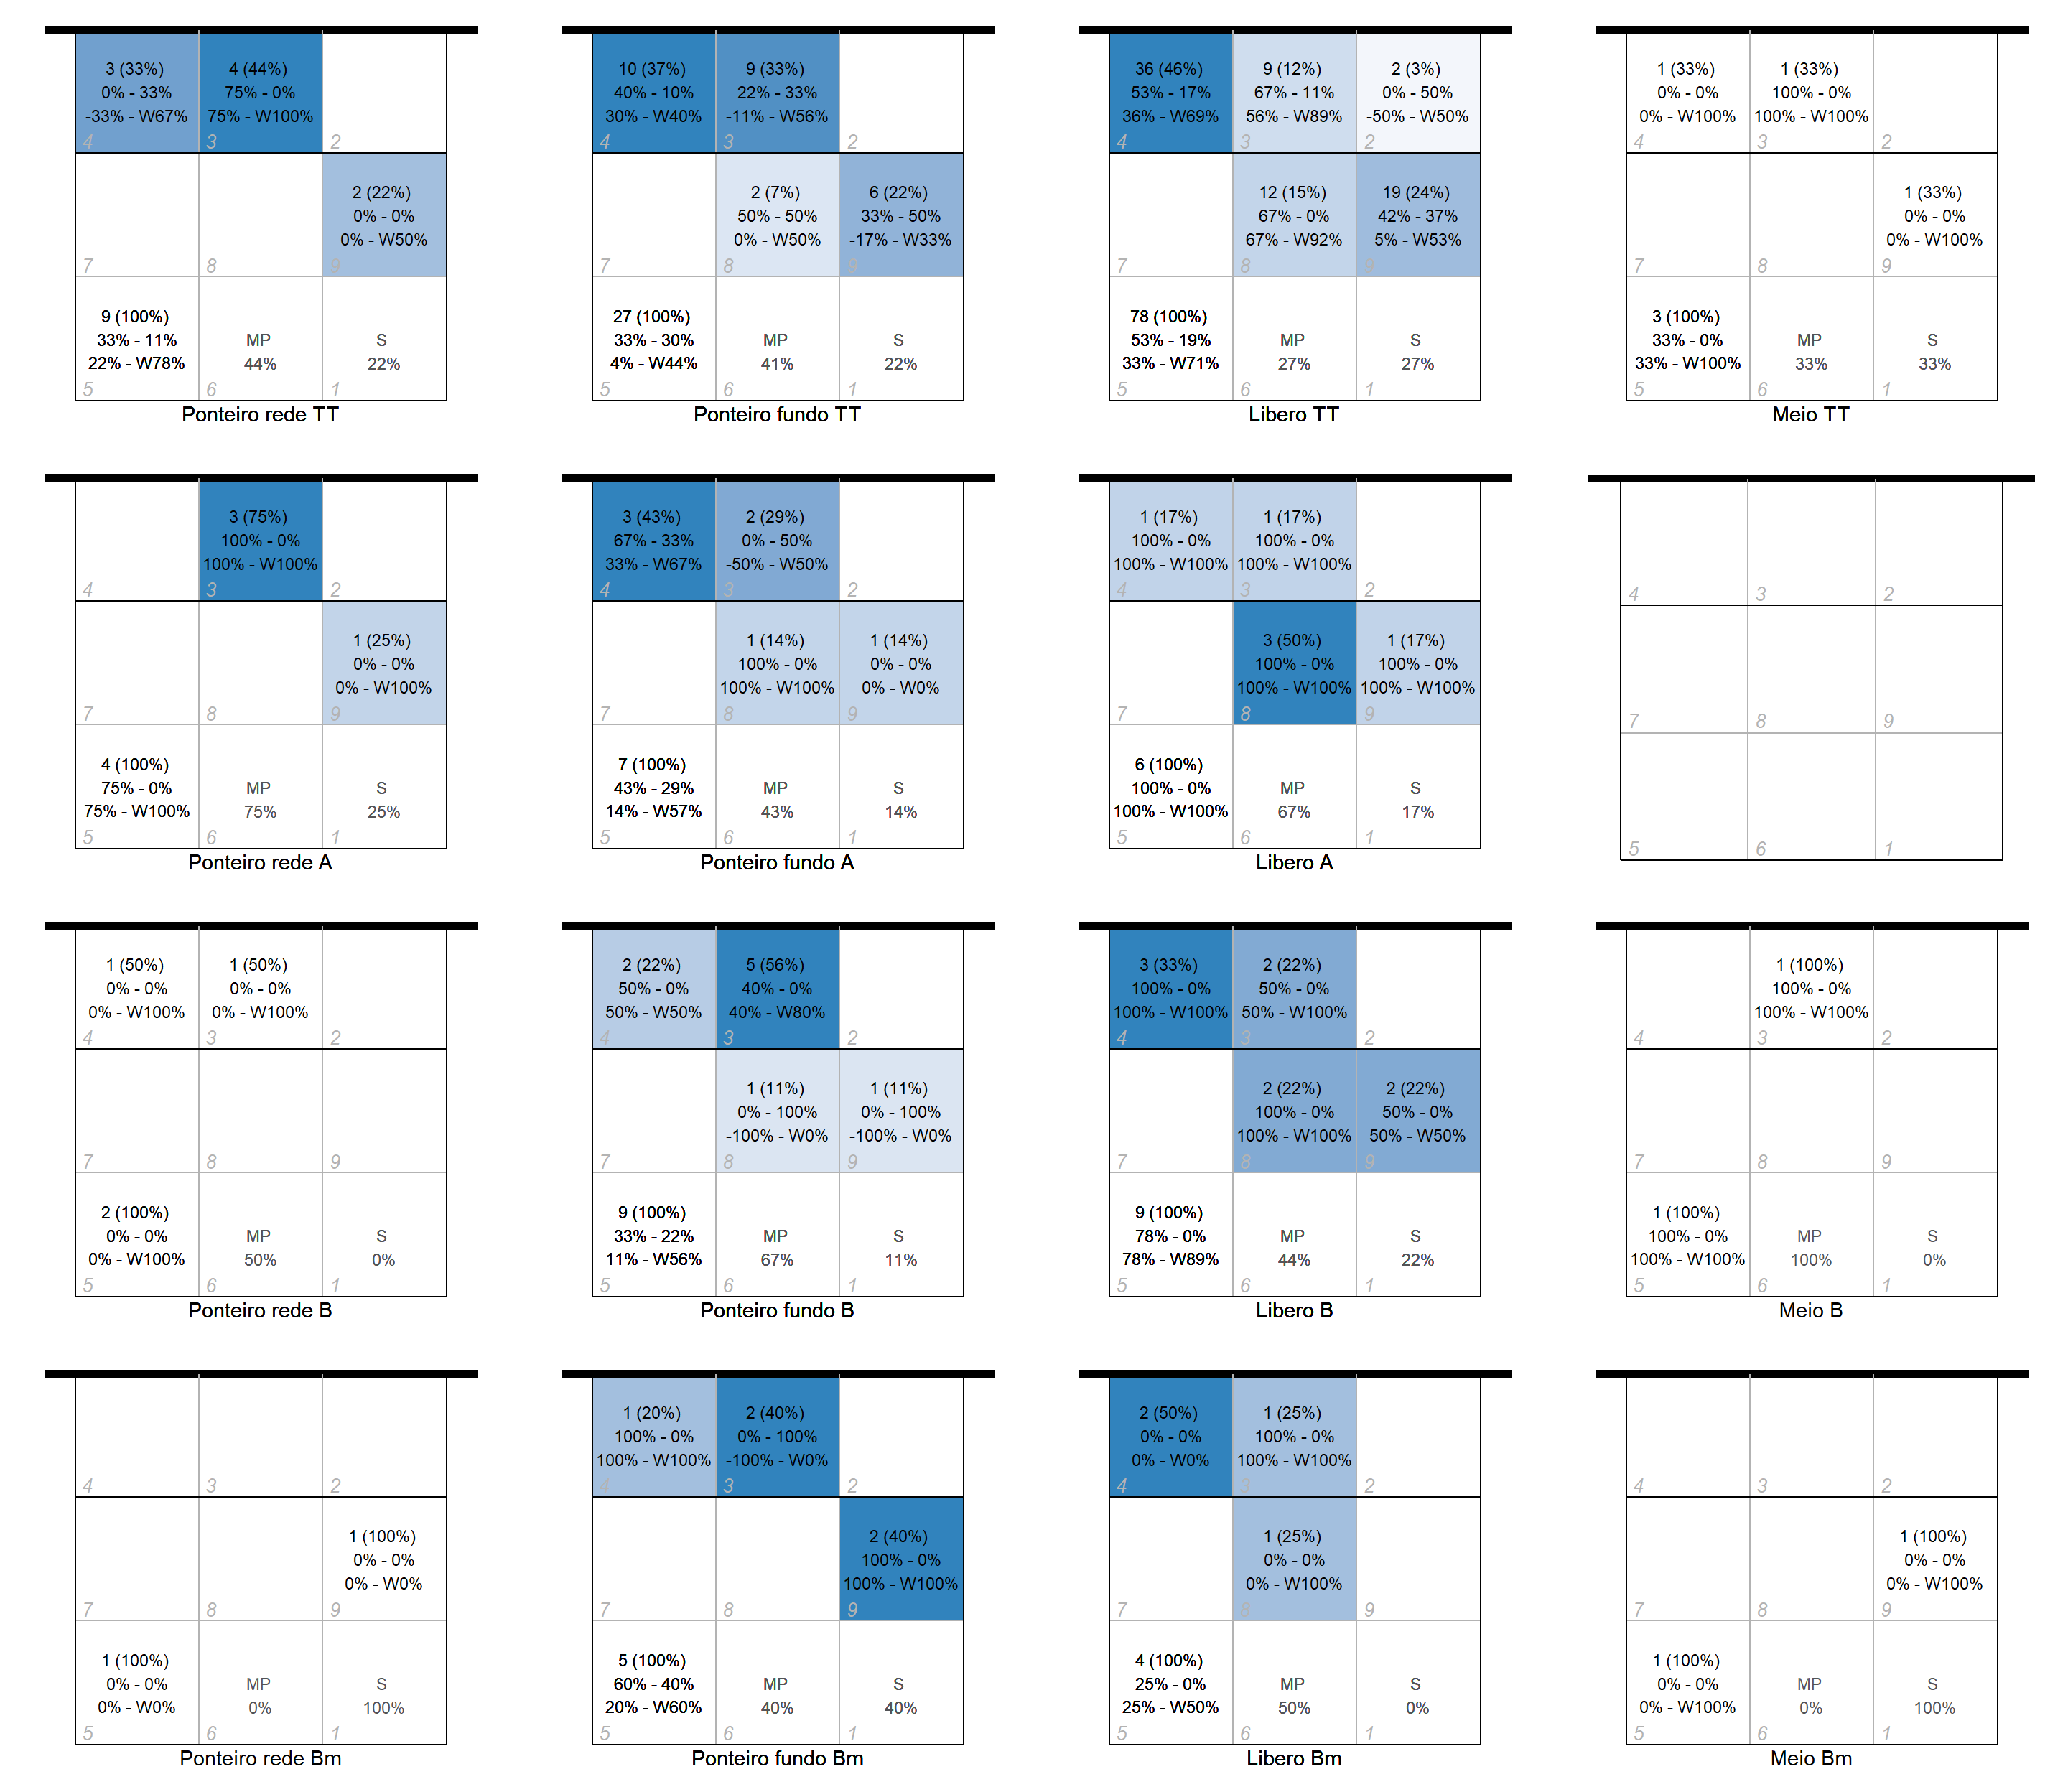 3 (33%)
0% - 33%
-33% - W67%
4
4 (44%)
75% - 0%
75% - W100%
3
2
7
8
2 (22%)
0% - 0%
0% - W50%
9
9 (100%)
33% - 11%
22% - W78%
5
MP
44%
6
S
22%
1
Ponteiro rede TT
10 (37%)
40% - 10%
30% - W40%
4
9 (33%)
22% - 33%
-11% - W56%
3
2
7
2 (7%)
50% - 50%
0% - W50%
8
6 (22%)
33% - 50%
-17% - W33%
9
27 (100%)
33% - 30%
4% - W44%
5
MP
41%
6
S
22%
1
Ponteiro fundo TT
36 (46%)
53% - 17%
36% - W69%
4
9 (12%)
67% - 11%
56% - W89%
3
2 (3%)
0% - 50%
-50% - W50%
2
7
12 (15%)
67% - 0%
67% - W92%
8
19 (24%)
42% - 37%
5% - W53%
9
78 (100%)
53% - 19%
33% - W71%
5
MP
27%
6
S
27%
1
Libero TT
1 (33%)
0% - 0%
0% - W100%
4
1 (33%)
100% - 0%
100% - W100%
3
2
7
8
1 (33%)
0% - 0%
0% - W100%
9
3 (100%)
33% - 0%
33% - W100%
5
MP
33%
6
S
33%
1
Meio TT
4
3 (75%)
100% - 0%
100% - W100%
3
2
7
8
1 (25%)
0% - 0%
0% - W100%
9
4 (100%)
75% - 0%
75% - W100%
5
MP
75%
6
S
25%
1
Ponteiro rede A
3 (43%)
67% - 33%
33% - W67%
4
2 (29%)
0% - 50%
-50% - W50%
3
2
7
1 (14%)
100% - 0%
100% - W100%
8
1 (14%)
0% - 0%
0% - W0%
9
7 (100%)
43% - 29%
14% - W57%
5
MP
43%
6
S
14%
1
Ponteiro fundo A
1 (17%)
100% - 0%
100% - W100%
4
1 (17%)
100% - 0%
100% - W100%
3
2
7
3 (50%)
100% - 0%
100% - W100%
8
1 (17%)
100% - 0%
100% - W100%
9
6 (100%)
100% - 0%
100% - W100%
5
MP
67%
6
S
17%
1
Libero A
4
3
2
7
8
9
5
6
1
1 (50%)
0% - 0%
0% - W100%
4
1 (50%)
0% - 0%
0% - W100%
3
2
7
8
9
2 (100%)
0% - 0%
0% - W100%
5
MP
50%
6
S
0%
1
Ponteiro rede B
2 (22%)
50% - 0%
50% - W50%
4
5 (56%)
40% - 0%
40% - W80%
3
2
7
1 (11%)
0% - 100%
-100% - W0%
8
1 (11%)
0% - 100%
-100% - W0%
9
9 (100%)
33% - 22%
11% - W56%
5
MP
67%
6
S
11%
1
Ponteiro fundo B
3 (33%)
100% - 0%
100% - W100%
4
2 (22%)
50% - 0%
50% - W100%
3
2
7
2 (22%)
100% - 0%
100% - W100%
8
2 (22%)
50% - 0%
50% - W50%
9
9 (100%)
78% - 0%
78% - W89%
5
MP
44%
6
S
22%
1
Libero B
4
1 (100%)
100% - 0%
100% - W100%
3
2
7
8
9
1 (100%)
100% - 0%
100% - W100%
5
MP
100%
6
S
0%
1
Meio B
4
3
2
7
8
1 (100%)
0% - 0%
0% - W0%
9
1 (100%)
0% - 0%
0% - W0%
5
MP
0%
6
S
100%
1
Ponteiro rede Bm
1 (20%)
100% - 0%
100% - W100%
4
2 (40%)
0% - 100%
-100% - W0%
3
2
7
8
2 (40%)
100% - 0%
100% - W100%
9
5 (100%)
60% - 40%
20% - W60%
5
MP
40%
6
S
40%
1
Ponteiro fundo Bm
2 (50%)
0% - 0%
0% - W0%
4
1 (25%)
100% - 0%
100% - W100%
3
2
7
1 (25%)
0% - 0%
0% - W100%
8
9
4 (100%)
25% - 0%
25% - W50%
5
MP
50%
6
S
0%
1
Libero Bm
4
3
2
7
8
1 (100%)
0% - 0%
0% - W100%
9
1 (100%)
0% - 0%
0% - W100%
5
MP
0%
6
S
100%
1
Meio Bm